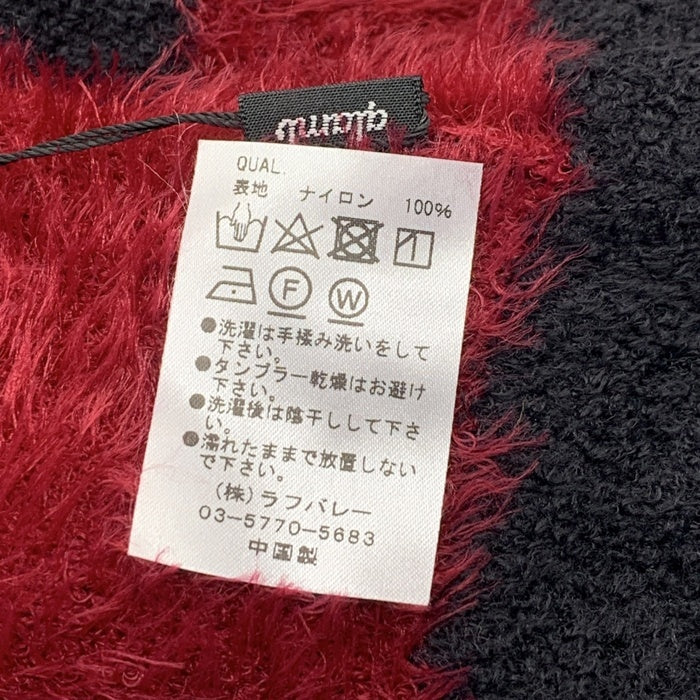 glamb
QUAL.
表地 ナイロン 100%
F W
●洗濯は手揉み洗いをして
下さい。
●タンブラー乾燥はお避け
下さい。
●洗濯後は陰干しして下さ
い。
●濡れたままで放置しない
で下さい。
(株)ラフバレー
03-5770-5683
中国製